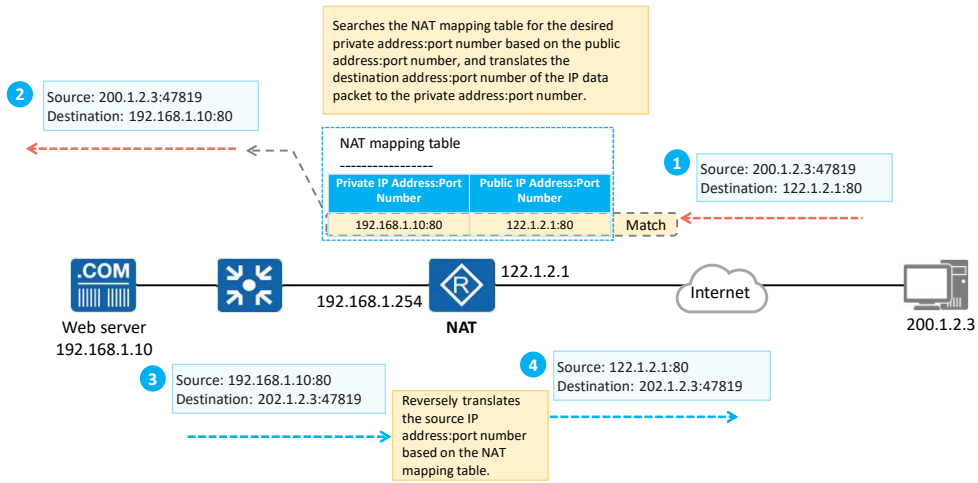 Searches the NAT mapping table for the desired
private address:port number based on the public
address:port number, and translates the
destination address:port number of the IP data
packet to the private address:port number.
2
Source: 200.1.2.3:47819
Destination: 192.168.1.10:80
NAT mapping table
-----------------
Private IP Address:Port
Number
Public IP Address:Port
Number
192.168.1.10:80
122.1.2.1:80
Match
1
Source: 200.1.2.3:47819
Destination: 122.1.2.1:80
.COM
Web server
192.168.1.10
192.168.1.254
R
NAT
122.1.2.1
Internet
200.1.2.3
3
Source: 192.168.1.10:80
Destination: 202.1.2.3:47819
Reversely translates
the source IP
address:port number
based on the NAT
mapping table.
4
Source: 122.1.2.1:80
Destination: 202.1.2.3:47819